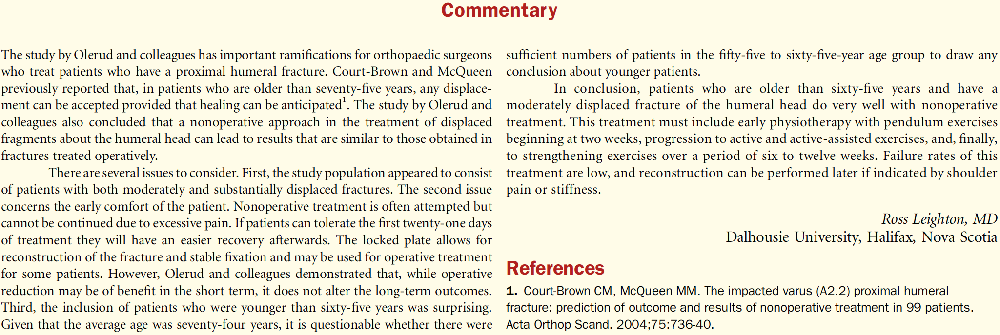 Commentary
The study by Olerud and colleagues has important ramifications for orthopaedic surgeons
who treat patients who have a proximal humeral fracture. Court-Brown and McQueen
previously reported that, in patients who are older than seventy-five years, any displace-
ment can be accepted provided that healing can be anticipated1. The study by Olerud and
colleagues also concluded that a nonoperative approach in the treatment of displaced
fragments about the humeral head can lead to results that are similar to those obtained in
fractures treated operatively.
There are several issues to consider. First, the study population appeared to consist
of patients with both moderately and substantially displaced fractures. The second issue
concerns the early comfort of the patient. Nonoperative treatment is often attempted but
cannot be continued due to excessive pain. If patients can tolerate the first twenty-one days
of treatment they will have an easier recovery afterwards. The locked plate allows for
reconstruction of the fracture and stable fixation and may be used for operative treatment
for some patients. However, Olerud and colleagues demonstrated that, while operative
reduction may be of benefit in the short term, it does not alter the long-term outcomes.
Third, the inclusion of patients who were younger than sixty-five years was surprising.
Given that the average age was seventy-four years, it is questionable whether there were
sufficient numbers of patients in the fifty-five to sixty-five-year age group to draw any
conclusion about younger patients.
In conclusion, patients who are older than sixty-five years and have a
moderately displaced fracture of the humeral head do very well with nonoperative
treatment. This treatment must include early physiotherapy with pendulum exercises
beginning at two weeks, progression to active and active-assisted exercises, and, finally,
to strengthening exercises over a period of six to twelve weeks. Failure rates of this
treatment are low, and reconstruction can be performed later if indicated by shoulder
pain or stiffness.
Ross Leighton, MD
Dalhousie University, Halifax, Nova Scotia
References
1. Court-Brown CM, McQueen MM. The impacted varus (A2.2) proximal humeral
fracture: prediction of outcome and results of nonoperative treatment in 99 patients.
Acta Orthop Scand. 2004;75:736-40.